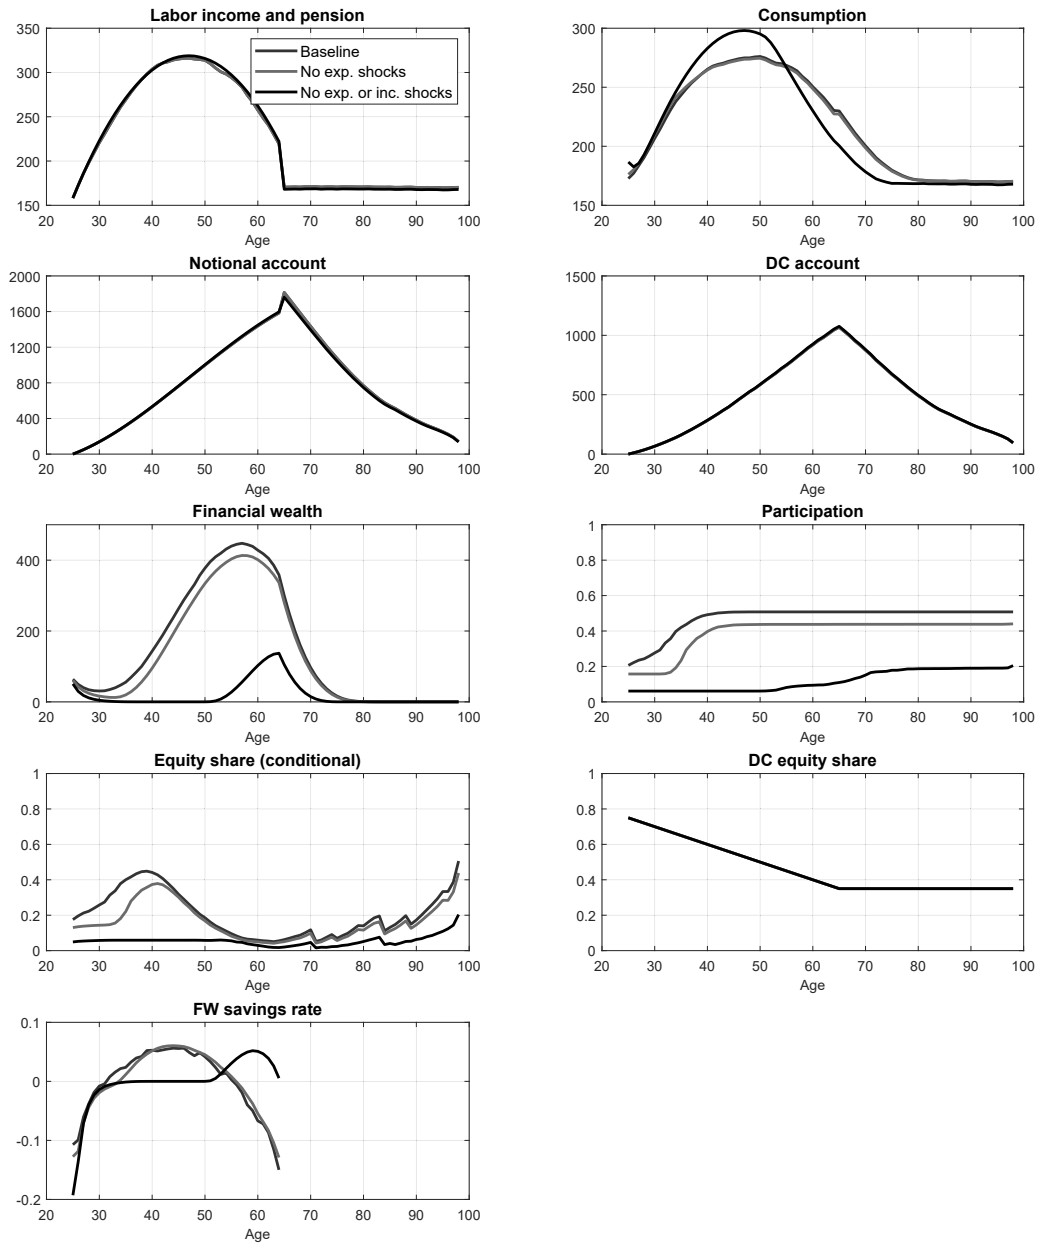 Labor income and pension
350
300
250
200
150
20 30 40 50 60 70 80 90 100
Age
Baseline
No exp. shocks
No exp. or inc. shocks
Consumption
300
250
200
150
20 30 40 50 60 70 80 90 100
Age
Notional account
2000
1600
1200
800
400
0
20 30 40 50 60 70 80 90 100
Age
DC account
1500
1000
500
0
20 30 40 50 60 70 80 90 100
Age
Financial wealth
400
200
0
20 30 40 50 60 70 80 90 100
Age
Participation
1
0.8
0.6
0.4
0.2
0
20 30 40 50 60 70 80 90 100
Age
Equity share (conditional)
1
0.8
0.6
0.4
0.2
0
20 30 40 50 60 70 80 90 100
Age
DC equity share
1
0.8
0.6
0.4
0.2
0
20 30 40 50 60 70 80 90 100
Age
FW savings rate
0.1
0
-0.1
-0.2
20 30 40 50 60 70 80 90 100
Age